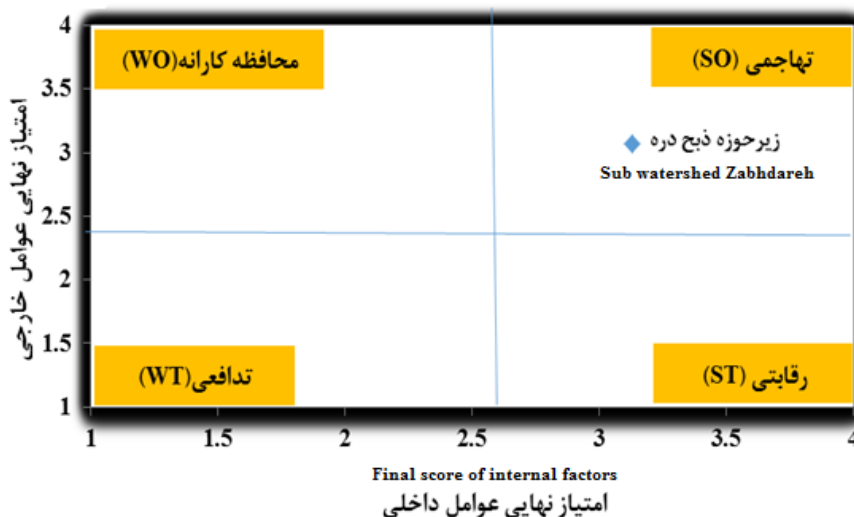 امتیاز نهایی عوامل خارجی
4
3.5
3
2.5
2
1.5
1
محافظه کارانه(WO)
تهاجمی (SO)
زیرحوزه ذبح دره
Sub watershed Zabhdareh
تدافعی(WT)
رقابتی (ST)
1
1.5
2
2.5
3
3.5
4
Final score of internal factors
امتیاز نهایی عوامل داخلی